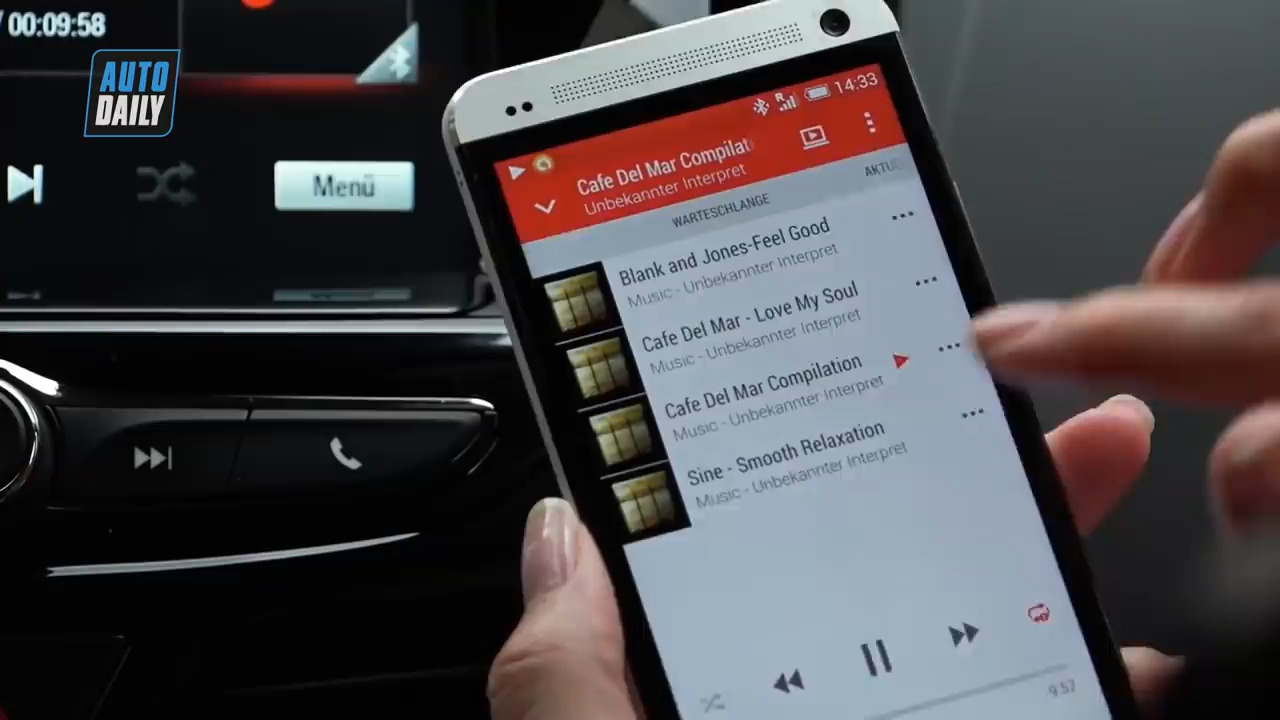 / 00:09:58
AUTO
DAILY
Menü
R
14:33
Cafe Del Mar Compilat
Unbekannter Interpret
WARTESCHLANGE
AKTU
Blank and Jones-Feel Good
Music - Unbekannter Interpret
Cafe Del Mar - Love My Soul
Music - Unbekannter Interpret
Cafe Del Mar Compilation
Music - Unbekannter Interpret
Sine - Smooth Relaxation
Music - Unbekannter Interpret
-9:57